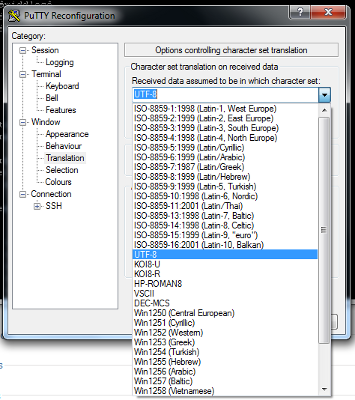 PuTTY Reconfiguration
Category:
Session
Logging
Terminal
Keyboard
Bell
Features
Window
Appearance
Behaviour
Translation
Selection
Colours
Connection
SSH
Options controlling character set translation
Character set translation on received data
Received data assumed to be in which character set:
UTF-8
ISO-8859-1:1998 (Latin-1, West Europe)
ISO-8859-2:1999 (Latin-2, East Europe)
ISO-8859-3:1999 (Latin-3, South Europe)
ISO-8859-4:1998 (Latin-4, North Europe)
ISO-8859-5:1999 (Latin/Cyrillic)
ISO-8859-6:1999 (Latin/Arabic)
ISO-8859-7:1987 (Latin/Greek)
ISO-8859-8:1999 (Latin/Hebrew)
ISO-8859-9:1999 (Latin-5, Turkish)
ISO-8859-10:1998 (Latin-6, Nordic)
ISO-8859-11:2001 (Latin/Thai)
ISO-8859-13:1998 (Latin-7, Baltic)
ISO-8859-14:1998 (Latin-8, Celtic)
ISO-8859-15:1999 (Latin-9, "euro")
ISO-8859-16:2001 (Latin-10, Balkan)
UTF-8
KOI8-U
KOI8-R
HP-ROMAN8
VSCII
DEC-MCS
Win1250 (Central European)
Win1251 (Cyrillic)
Win1252 (Western)
Win1253 (Greek)
Win1254 (Turkish)
Win1255 (Hebrew)
Win1256 (Arabic)
Win1257 (Baltic)
Win1258 (Vietnamese)